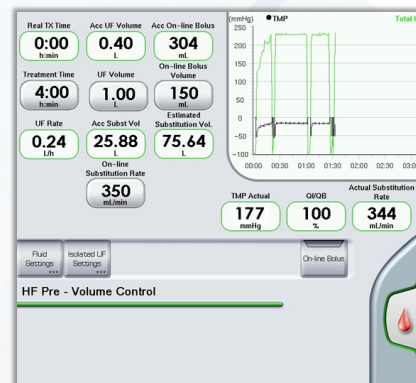 Real TX Time
0:00
h:min
Acc UF Volume
0.40
L
Acc On-line Bolus
304
mL
Treatment Time
4:00
h:min
UF Volume
1.00
L
On-line Bolus
Volume
150
mL
UF Rate
0.24
L/h
Acc Subst Vol
25.88
L
Estimated
Substitution Vol.
75.64
L
On-line
Substitution Rate
350
mL/min
(mmHg)
TMP
Total U
250
200
150
100
50
0
-50
-100
00:00 00:30 01:00 01:30 02:00 02:30 03:0
TMP Actual
177
mmHg
QI/QB
100
%
Actual Substitution
Rate
344
mL/min
Fluid
Settings
Isolated UF
Settings
On-line Bolus
HF Pre - Volume Control